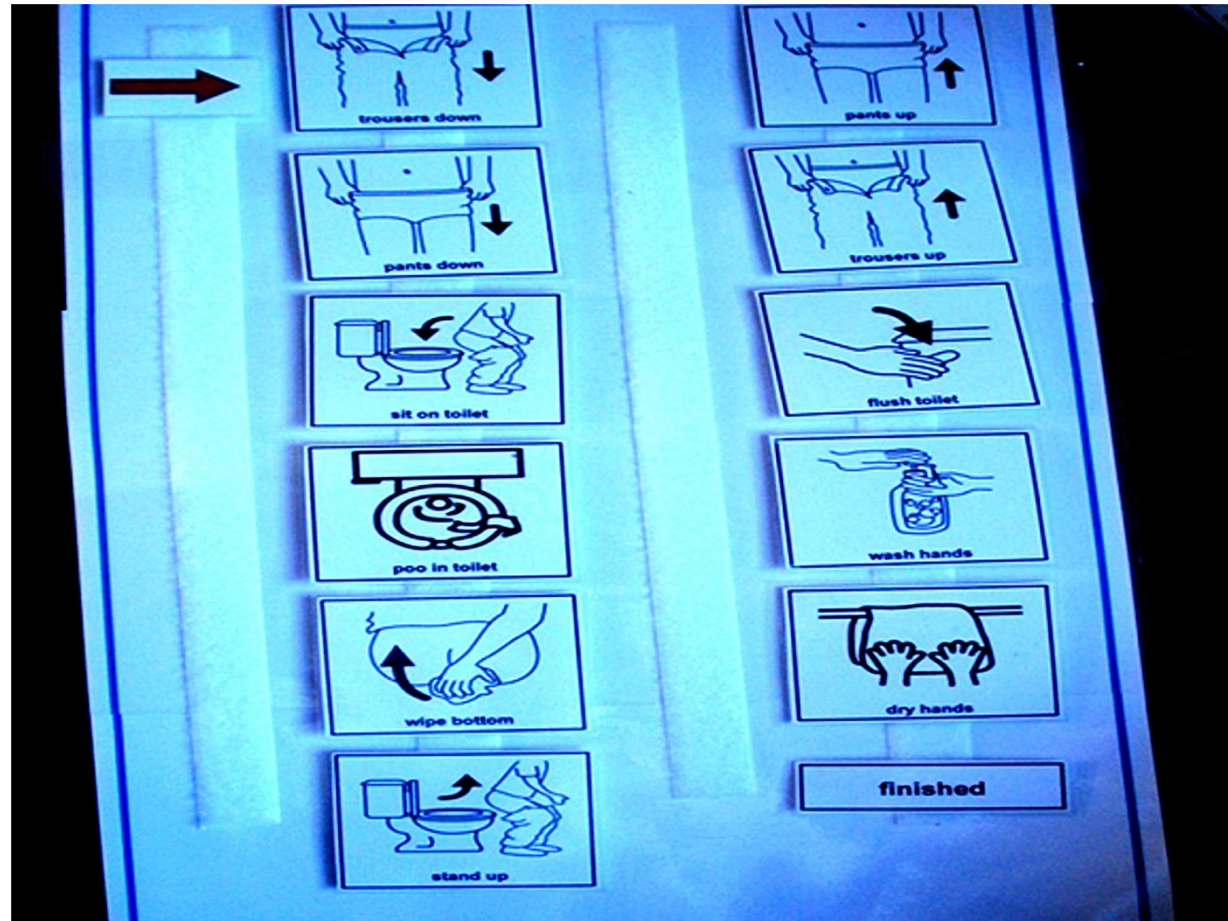 trousers down
pants down
sit on toilet
poo in toilet
wipe bottom
stand up
pants up
trousers up
flush toilet
wash hands
dry hands
finished